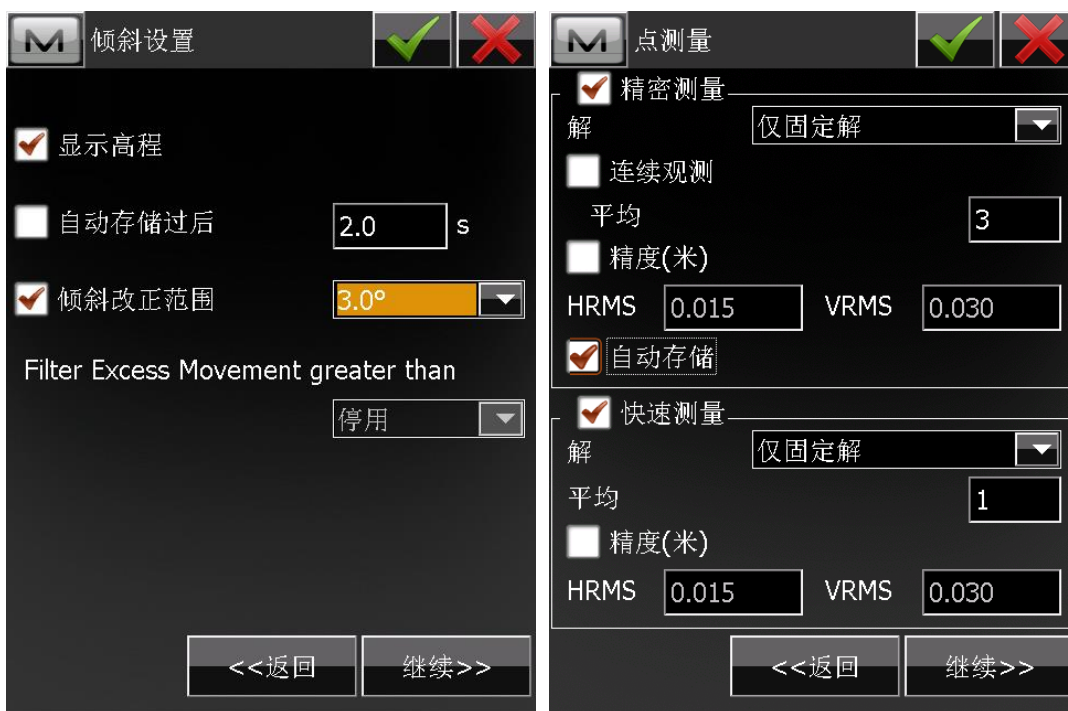 倾斜设置
显示高程
自动存储过后 2.0 s
倾斜改正范围 3.0°
Filter Excess Movement greater than
停用
<<返回 继续>>
点测量
精密测量
解 仅固定解
连续观测
平均 3
精度(米)
HRMS 0.015 VRMS 0.030
自动存储
快速测量
解 仅固定解
平均 1
精度(米)
HRMS 0.015 VRMS 0.030
<<返回 继续>>